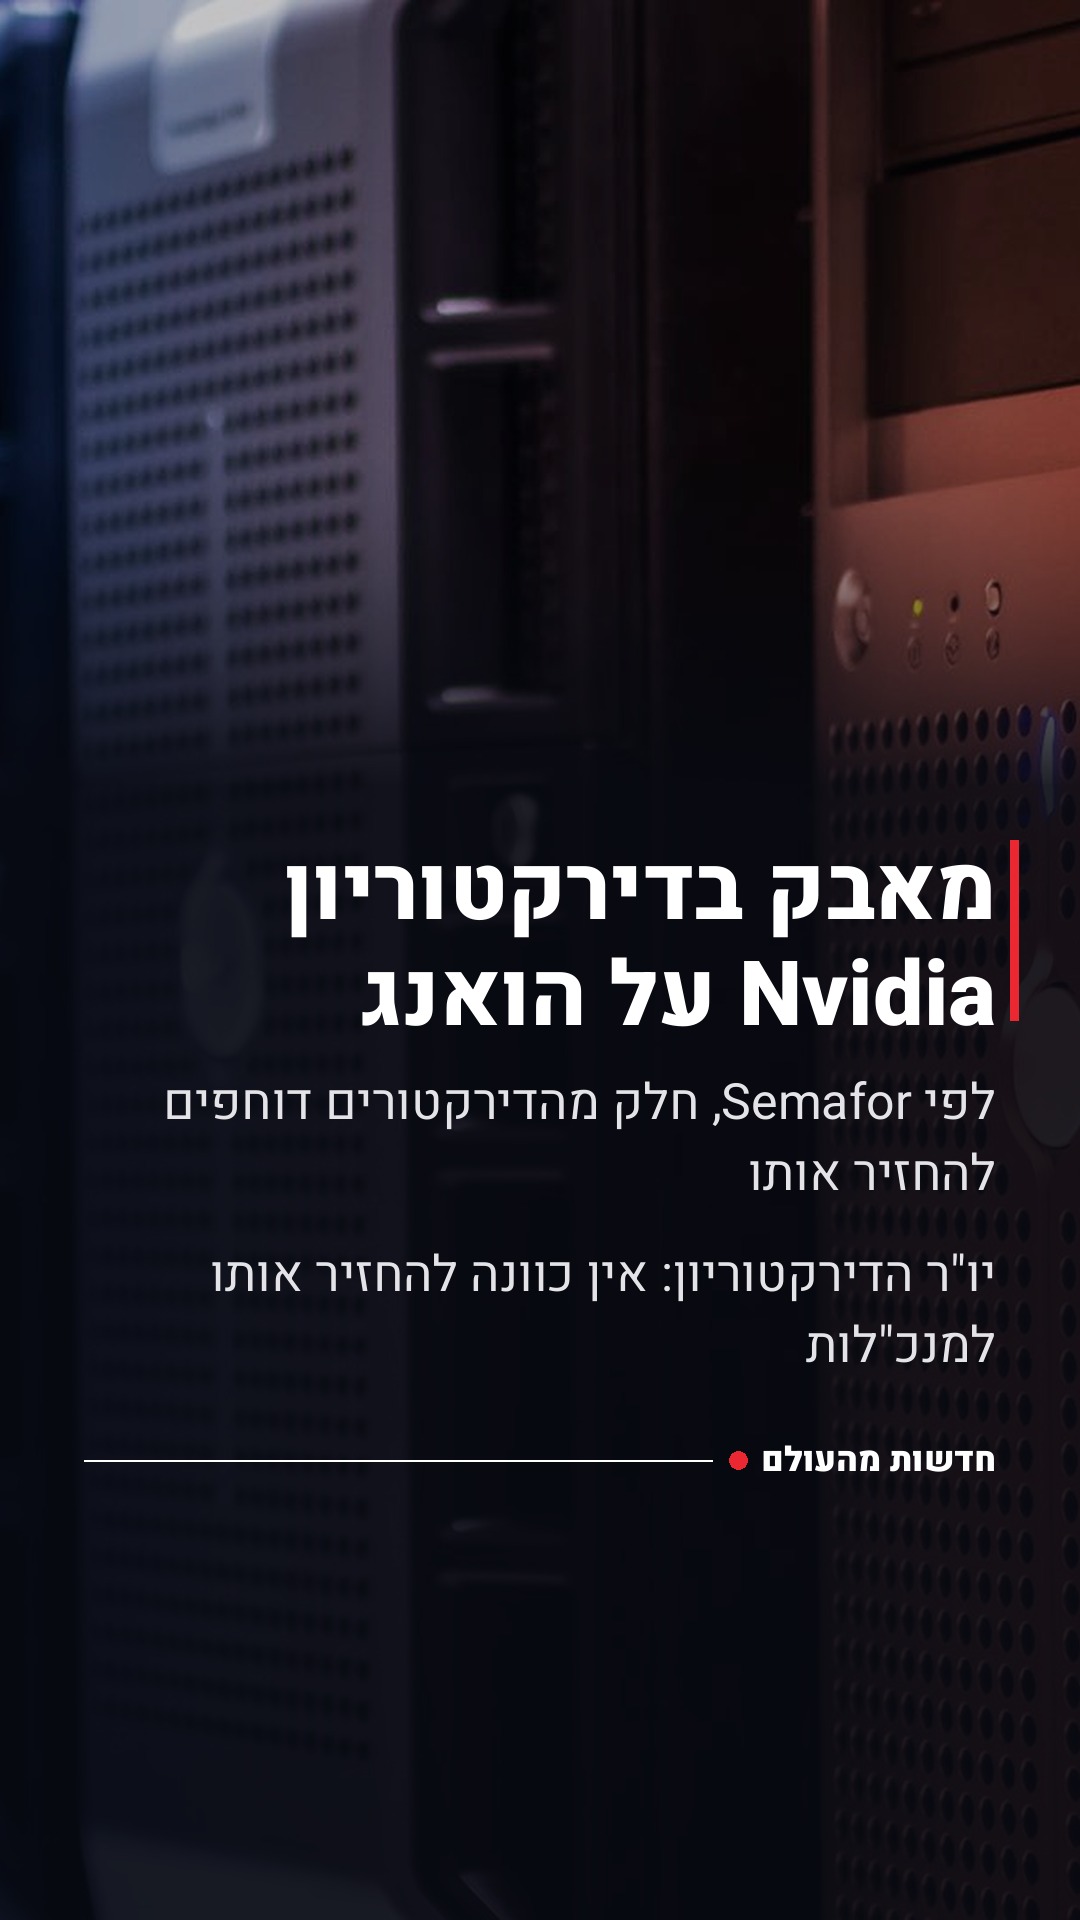 מאבק בדירקטוריון
Nvidia על הואנג
לפי Semafor, חלק מהדירקטורים דוחפים
להחזיר אותו
יו"ר הדירקטוריון: אין כוונה להחזיר אותו
למנכ"לות
חדשות מהעולם